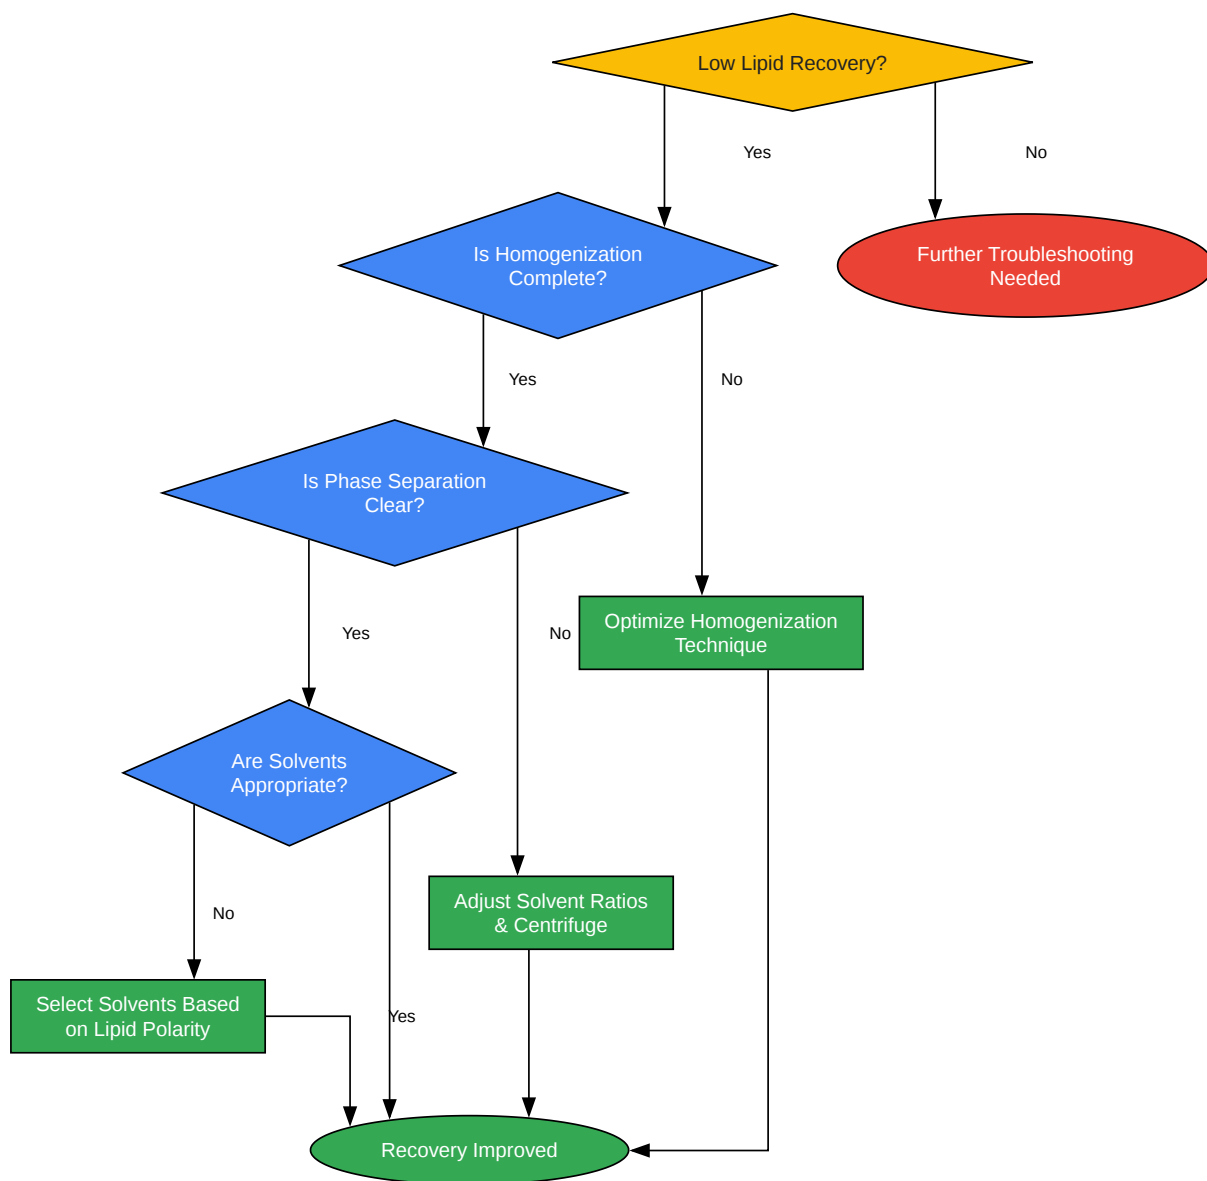 Low Lipid Recovery?
Yes
No
Is Homogenization
Complete?
Further Troubleshooting
Needed
Yes
No
Is Phase Separation
Clear?
Yes
No
Optimize Homogenization
Technique
Are Solvents
Appropriate?
No
Adjust Solvent Ratios
& Centrifuge
Select Solvents Based
on Lipid Polarity
Yes
Recovery Improved